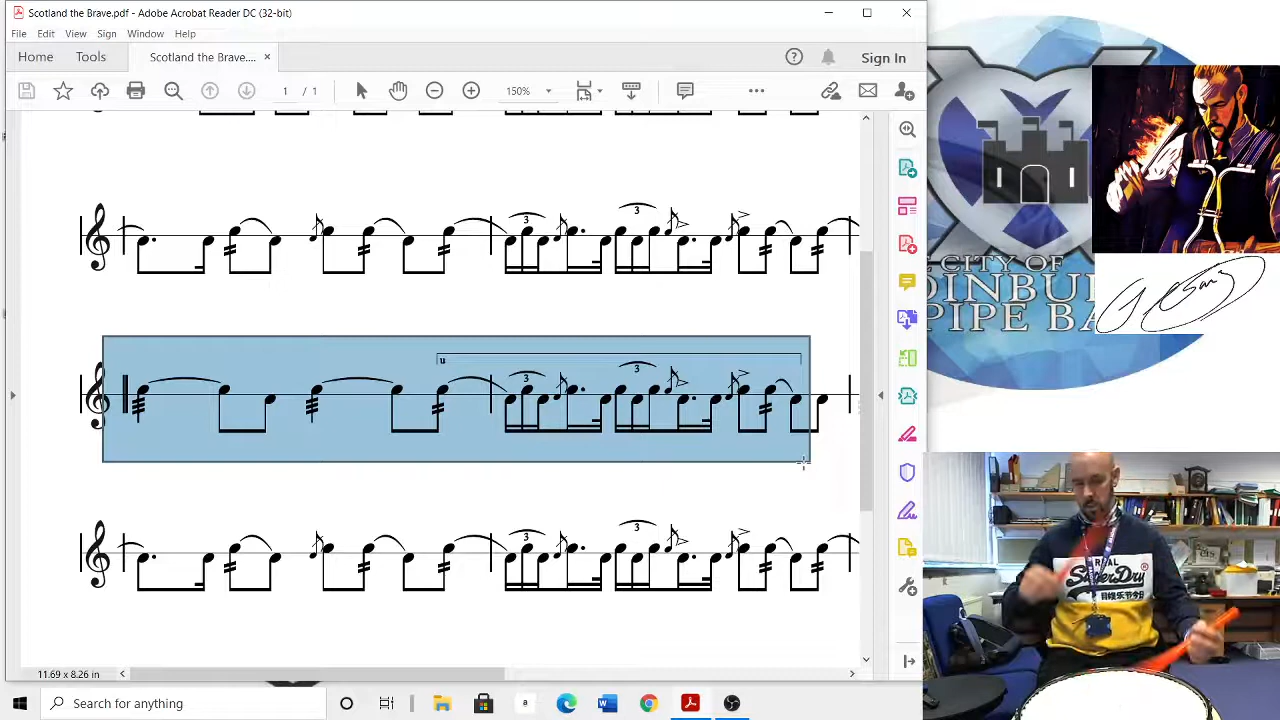 Scotland the Brave.pdf - Adobe Acrobat Reader DC (32-bit)
File Edit View Sign Window Help
Home Tools Scotland the Brave.... × Sign In
1 / 1 150%
3 3
u
3 3
3 3
11.69 x 8.26 in
CITY OF
DINBU
PIPE BA
REAL
SuperDry®
Search for anything